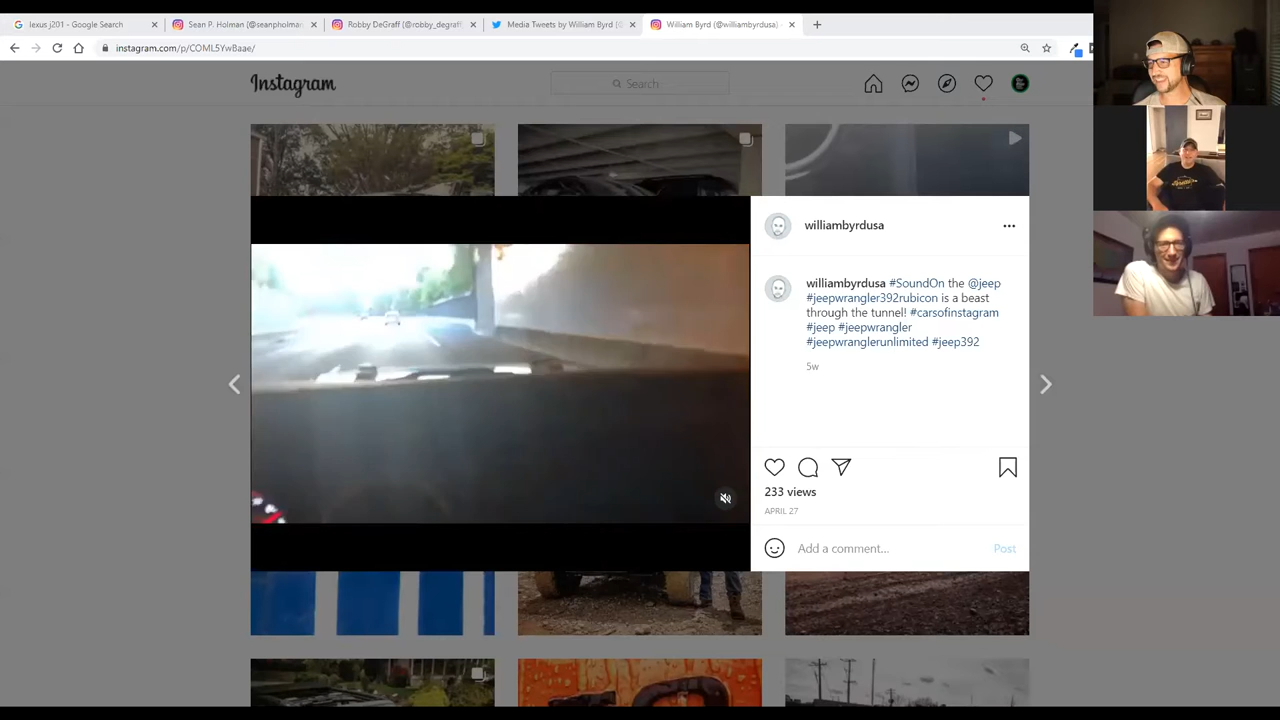 lexus j201 - Google Search
Sean P. Holman (@seanpholma
Robby DeGraff (@robby_degraff
Media Tweets by William Byrd (
William Byrd (@williambyrdusa)
instagram.com/p/COML5YwBaae/
Instagram
Search
williambyrdusa
williambyrdusa #SoundOn the @jeep
#jeepwrangler392rubicon is a beast
through the tunnel! #carsofinstagram
#jeep #jeepwrangler
#jeepwranglerunlimited #jeep392
5w
233 views
APRIL 27
Add a comment... Post